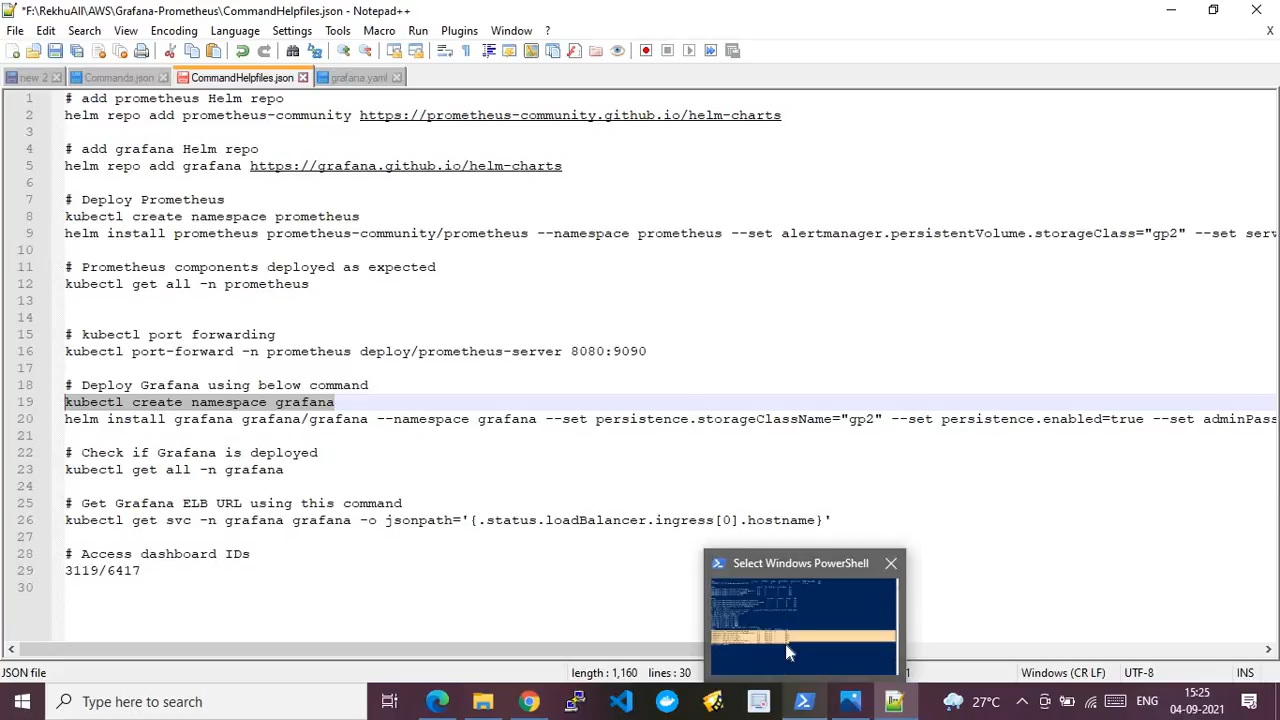 *F:\RekhuAll\AWS\Grafana-Prometheus\CommandHelpfiles.json - Notepad++
File Edit Search View Encoding Language Settings Tools Macro Run Plugins Window ? X
new 2 Commands.json CommandHelpfiles.json grafana.yaml
1 # add prometheus Helm repo
2 helm repo add prometheus-community https://prometheus-community.github.io/helm-charts
3
4 # add grafana Helm repo
5 helm repo add grafana https://grafana.github.io/helm-charts
6
7 # Deploy Prometheus
8 kubectl create namespace prometheus
9 helm install prometheus prometheus-community/prometheus --namespace prometheus --set alertmanager.persistentVolume.storageClass="gp2" --set serv
10
11 # Prometheus components deployed as expected
12 kubectl get all -n prometheus
13
14
15 # kubectl port forwarding
16 kubectl port-forward -n prometheus deploy/prometheus-server 8080:9090
17
18 # Deploy Grafana using below command
19 kubectl create namespace grafana
20 helm install grafana grafana/grafana --namespace grafana --set persistence.storageClassName="gp2" --set persistence.enabled=true --set adminPass
21
22 # Check if Grafana is deployed
23 kubectl get all -n grafana
24
25 # Get Grafana ELB URL using this command
26 kubectl get svc -n grafana grafana -o jsonpath='{.status.loadBalancer.ingress[0].hostname}'
27
28 # Access dashboard IDs
29 3119/6417
30
Select Windows PowerShell
JSON file length : 1,160 lines : 30 1 Windows (CR LF) UTF-8 INS
Type here to search 27°C ENG 15:25
04-09-2021